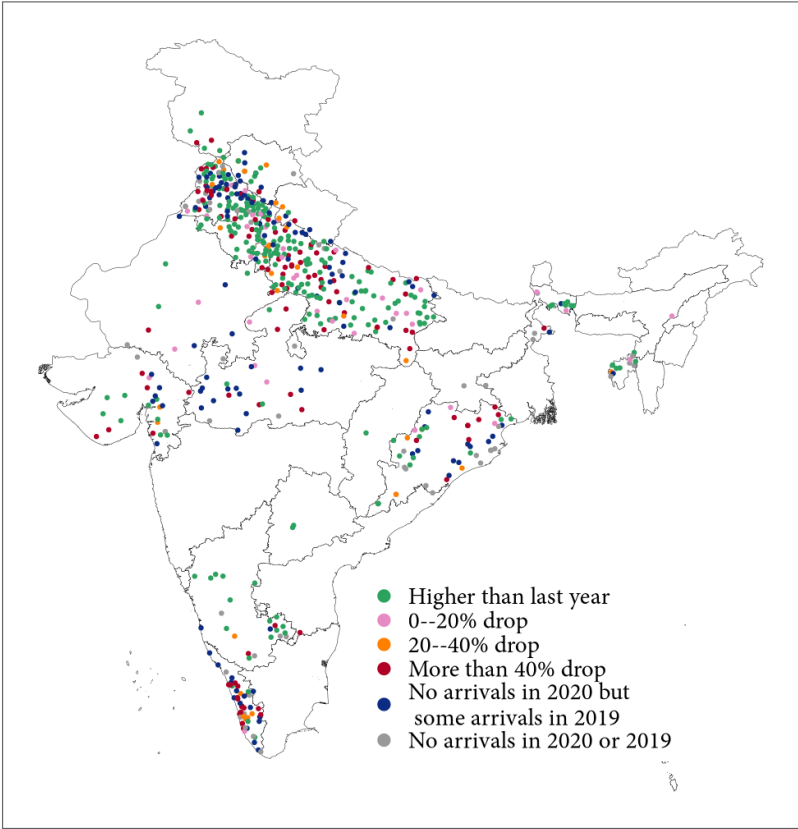 Higher than last year
0--20% drop
20--40% drop
More than 40% drop
No arrivals in 2020 but
some arrivals in 2019
No arrivals in 2020 or 2019